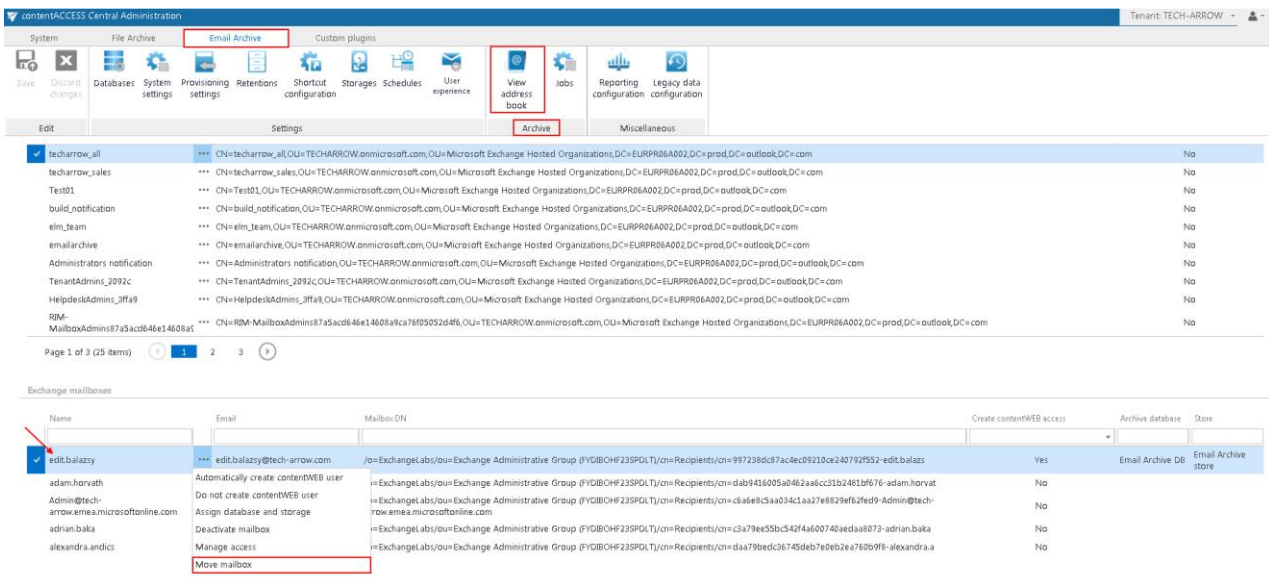 contentACCESS Central Administration
Tenant: TECH-ARROW
System File Archive Email Archive Custom plugins
Save Discard changes Databases System settings Provisioning settings Retentions Shortcut configuration Storages Schedules User experience View address book Jobs Reporting configuration Legacy data configuration
Edit Settings Archive Miscellaneous
techarrow_all ••• CN=techarrow_all,OU=TECHARROW.onmicrosoft.com,OU=Microsoft Exchange Hosted Organizations,DC=EURPR06A002,DC=prod,DC=outlook,DC=com No
techarrow_sales ••• CN=techarrow_sales,OU=TECHARROW.onmicrosoft.com,OU=Microsoft Exchange Hosted Organizations,DC=EURPR06A002,DC=prod,DC=outlook,DC=com No
Test01 ••• CN=Test01,OU=TECHARROW.onmicrosoft.com,OU=Microsoft Exchange Hosted Organizations,DC=EURPR06A002,DC=prod,DC=outlook,DC=com No
build_notification ••• CN=build_notification,OU=TECHARROW.onmicrosoft.com,OU=Microsoft Exchange Hosted Organizations,DC=EURPR06A002,DC=prod,DC=outlook,DC=com No
elm_team ••• CN=elm_team,OU=TECHARROW.onmicrosoft.com,OU=Microsoft Exchange Hosted Organizations,DC=EURPR06A002,DC=prod,DC=outlook,DC=com No
emailarchive ••• CN=emailarchive,OU=TECHARROW.onmicrosoft.com,OU=Microsoft Exchange Hosted Organizations,DC=EURPR06A002,DC=prod,DC=outlook,DC=com No
Administrators notification ••• CN=Administrators notification,OU=TECHARROW.onmicrosoft.com,OU=Microsoft Exchange Hosted Organizations,DC=EURPR06A002,DC=prod,DC=outlook,DC=com No
TenantAdmins_2092c ••• CN=TenantAdmins_2092c,OU=TECHARROW.onmicrosoft.com,OU=Microsoft Exchange Hosted Organizations,DC=EURPR06A002,DC=prod,DC=outlook,DC=com No
HelpdeskAdmins_3ffa9 ••• CN=HelpdeskAdmins_3ffa9,OU=TECHARROW.onmicrosoft.com,OU=Microsoft Exchange Hosted Organizations,DC=EURPR06A002,DC=prod,DC=outlook,DC=com No
RIM-
MailboxAdmins87a5acd646e14608a9 ••• CN=RIM-MailboxAdmins87a5acd646e14608a9ca76f05052d4f6,OU=TECHARROW.onmicrosoft.com,OU=Microsoft Exchange Hosted Organizations,DC=EURPR06A002,DC=prod,DC=outlook,DC=com No
Page 1 of 3 (25 items) 1 2 3
Exchange mailboxes
Name Email Mailbox DN Create contentWEB access Archive database Store
edit.balazsy ••• edit.balazsy@tech-arrow.com /o=ExchangeLabs/ou=Exchange Administrative Group (FYDIBOHF23SPDLT)/cn=Recipients/cn=997238dc87ac4ec09210ce240792f552-edit.balazs Yes Email Archive DB Email Archive store
adam.horvath o=ExchangeLabs/ou=Exchange Administrative Group (FYDIBOHF23SPDLT)/cn=Recipients/cn=dab9416005a0462aa6cc31b2481bf676-adam.horvat No
Admin@tech-arrow.emea.microsoftonline.com o=ExchangeLabs/ou=Exchange Administrative Group (FYDIBOHF23SPDLT)/cn=Recipients/cn=c6a6e8c5aa034c1aa27e8829ef62fed9-Admin@tech-
rrow.emea.microsoftonline.com No
adrian.baka o=ExchangeLabs/ou=Exchange Administrative Group (FYDIBOHF23SPDLT)/cn=Recipients/cn=c3a79ee55bc542f4a600740aedaa8073-adrian.baka No
alexandra.andics o=ExchangeLabs/ou=Exchange Administrative Group (FYDIBOHF23SPDLT)/cn=Recipients/cn=daa79bedc36745deb7e0eb2ea760b9f8-alexandra.a No
Automatically create contentWEB user
Do not create contentWEB user
Assign database and storage
Deactivate mailbox
Manage access
Move mailbox